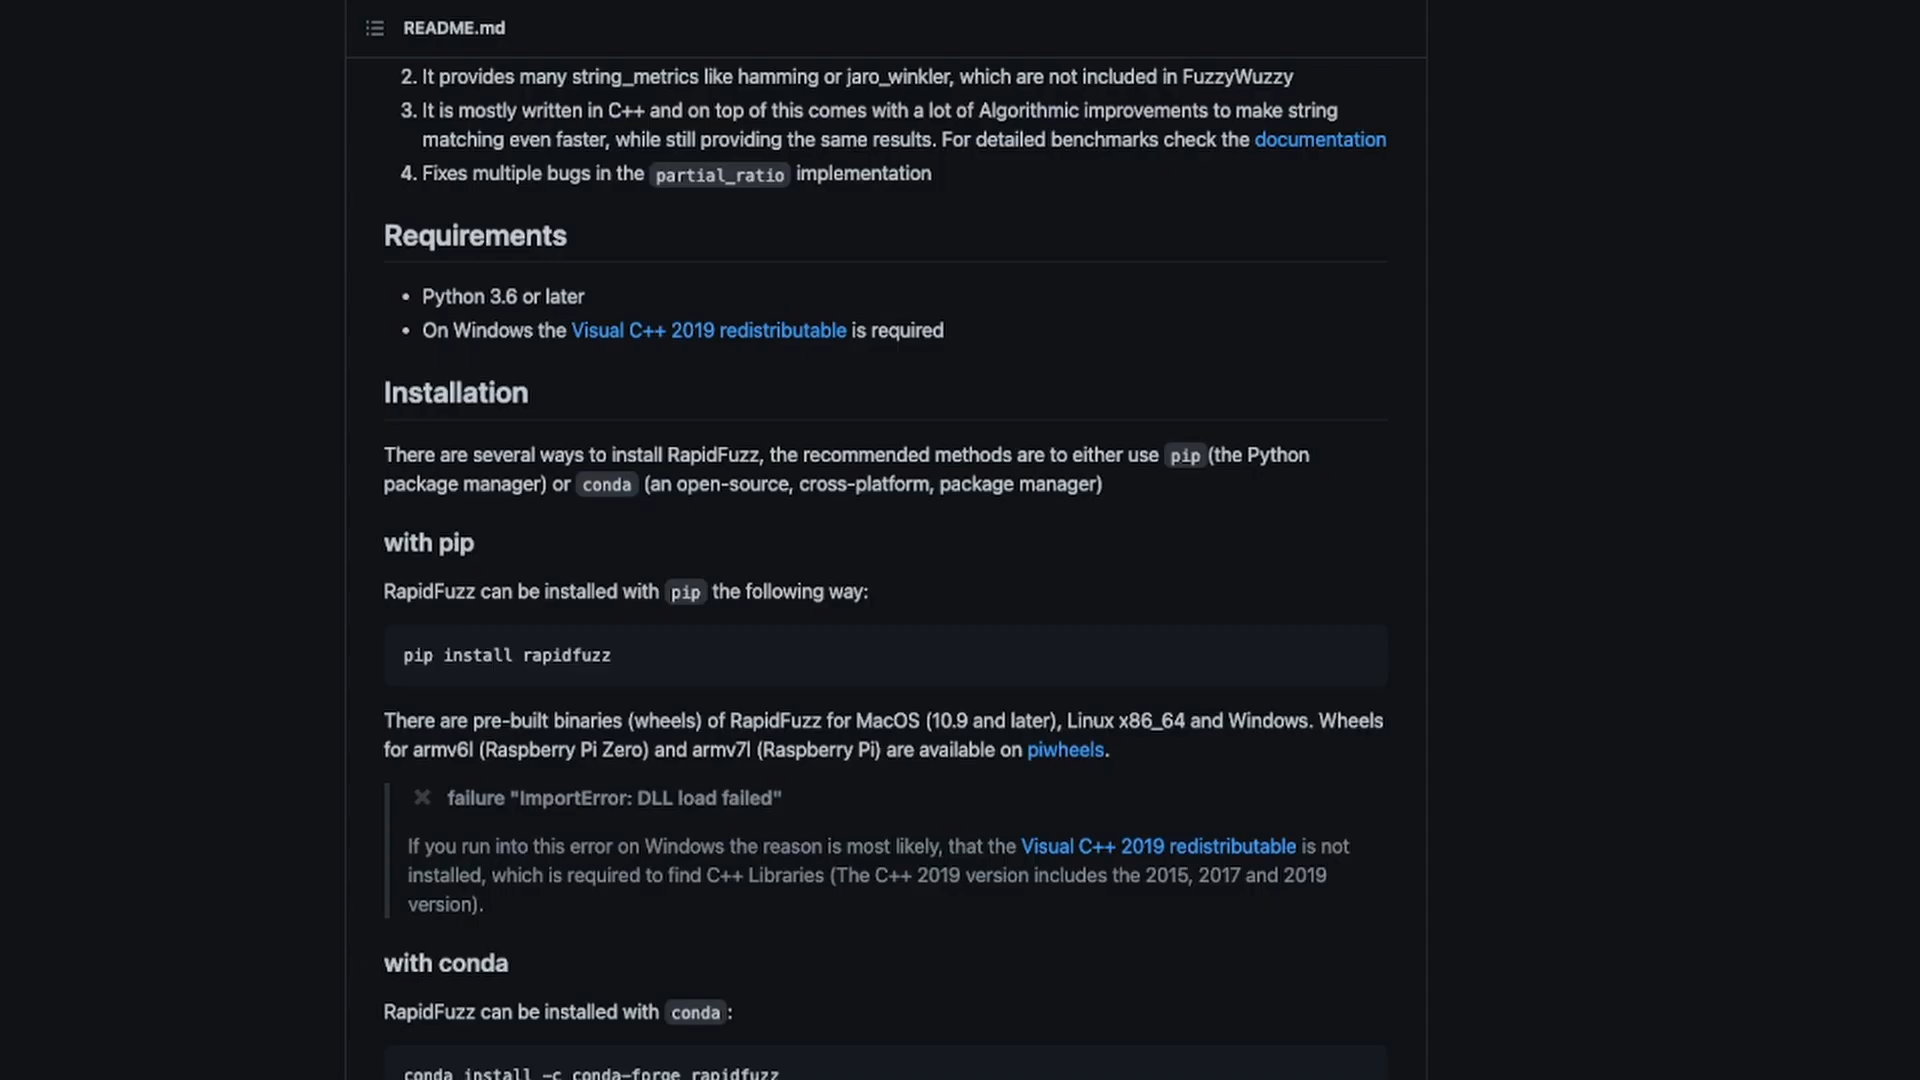 README.md
2. It provides many string_metrics like hamming or jaro_winkler, which are not included in FuzzyWuzzy
3. It is mostly written in C++ and on top of this comes with a lot of Algorithmic improvements to make string
matching even faster, while still providing the same results. For detailed benchmarks check the documentation
4. Fixes multiple bugs in the partial_ratio implementation
Requirements
• Python 3.6 or later
• On Windows the Visual C++ 2019 redistributable is required
Installation
There are several ways to install RapidFuzz, the recommended methods are to either use pip (the Python
package manager) or conda (an open-source, cross-platform, package manager)
with pip
RapidFuzz can be installed with pip the following way:
pip install rapidfuzz
There are pre-built binaries (wheels) of RapidFuzz for MacOS (10.9 and later), Linux x86_64 and Windows. Wheels
for armv6l (Raspberry Pi Zero) and armv7l (Raspberry Pi) are available on piwheels.
✖ failure "ImportError: DLL load failed"
If you run into this error on Windows the reason is most likely, that the Visual C++ 2019 redistributable is not
installed, which is required to find C++ Libraries (The C++ 2019 version includes the 2015, 2017 and 2019
version).
with conda
RapidFuzz can be installed with conda:
conda install -c conda-forge rapidfuzz